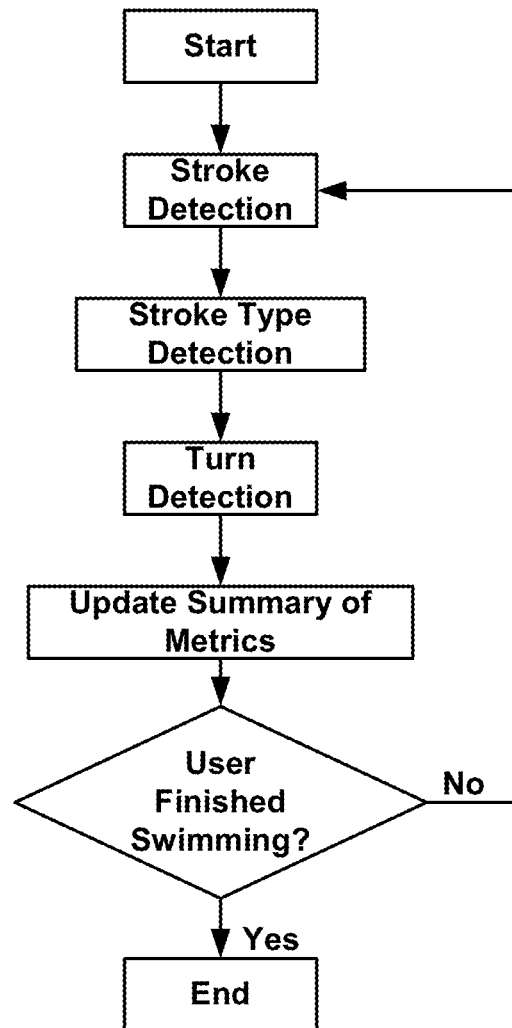 Start
Stroke
Detection
Stroke Type
Detection
Turn
Detection
Update Summary of
Metrics
User
Finished
Swimming?
No
Yes
End